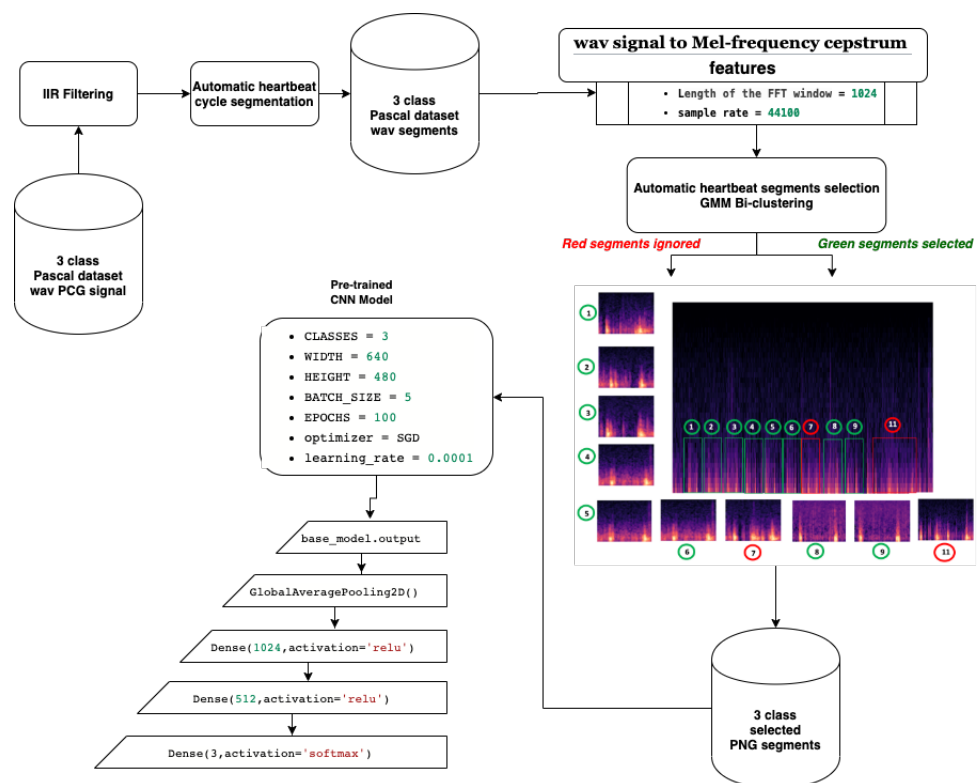 IIR Filtering
Automatic heartbeat
cycle segmentation
3 class
Pascal dataset
wav segments
wav signal to Mel-frequency cepstrum
features
• Length of the FFT window = 1024
• sample rate = 44100
3 class
Pascal dataset
wav PCG signal
Automatic heartbeat segments selection
GMM Bi-clustering
Red segments ignored
Green segments selected
Pre-trained
CNN Model
• CLASSES = 3
• WIDTH = 640
• HEIGHT = 480
• BATCH_SIZE = 5
• EPOCHS = 100
• optimizer = SGD
• learning_rate = 0.0001
1
2
3
4
5
1 2 3 4 5 6 7 8 9 11
6 7 8 9 11
base_model.output
GlobalAveragePooling2D()
Dense(1024,activation='relu')
Dense(512,activation='relu')
Dense(3,activation='softmax')
3 class
selected
PNG segments